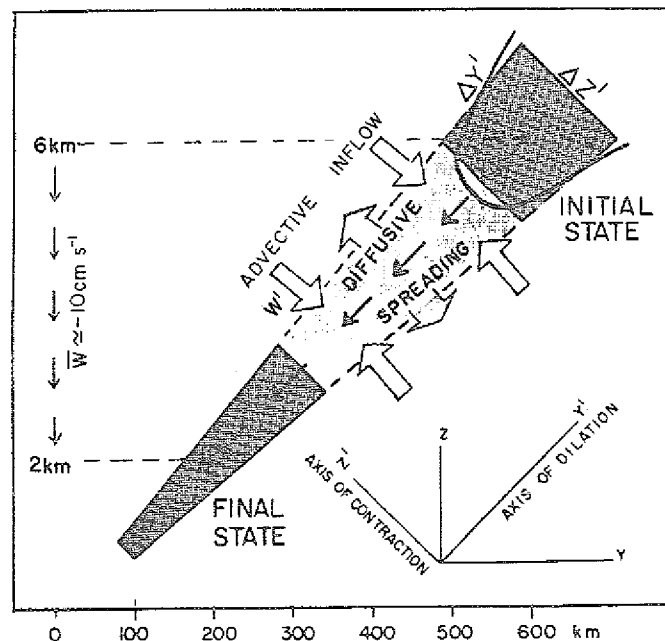 ΔY'
ΔZ'
6km
INFLOW
ADVECTIVE
W'
DIFFUSIVE
SPREADING
INITIAL
STATE
W̅ ≃ -10cm s⁻¹
2km
FINAL
STATE
Z
Z'
AXIS OF CONTRACTION
Y'
AXIS OF DILATION
Y
0 100 200 300 400 500 600 km